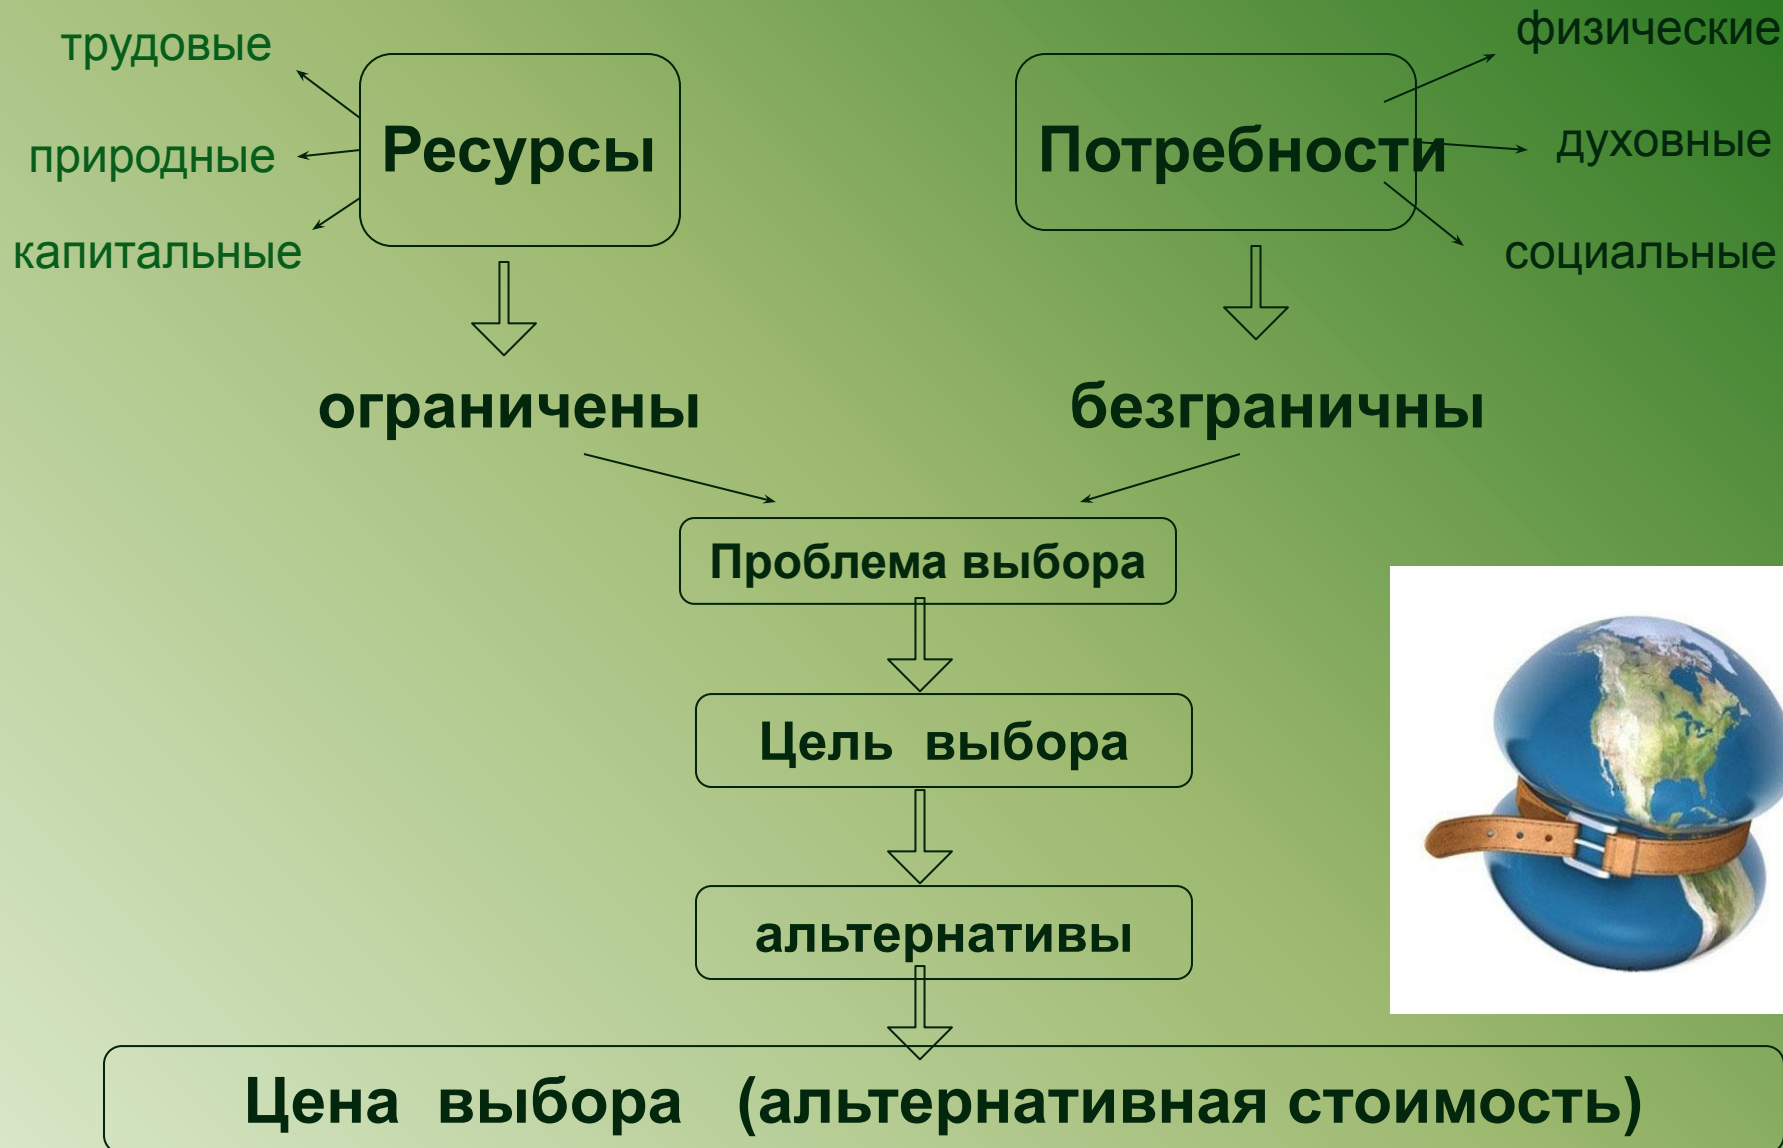 трудовые
природные
капитальные
Ресурсы
Потребности
физические
духовные
социальные
ограничены
безграничны
Проблема выбора
Цель выбора
альтернативы
Цена выбора (альтернативная стоимость)